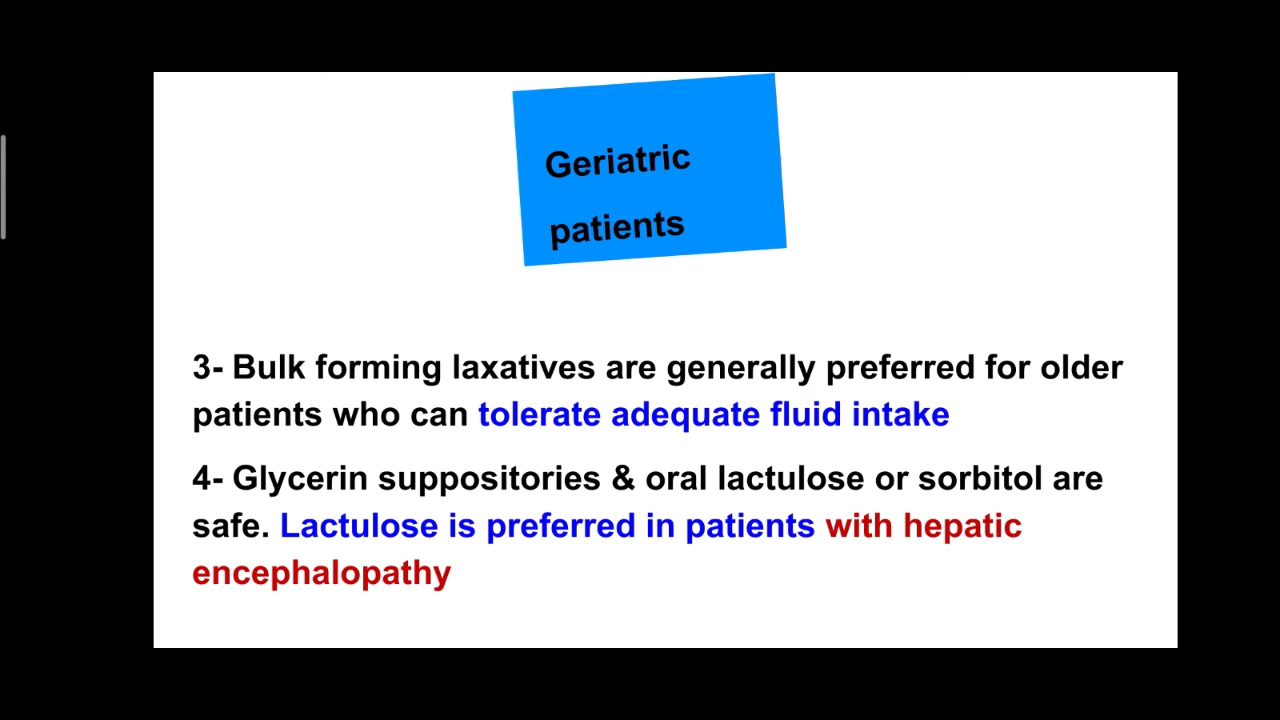 Geriatric
patients
3- Bulk forming laxatives are generally preferred for older
patients who can tolerate adequate fluid intake
4- Glycerin suppositories & oral lactulose or sorbitol are
safe. Lactulose is preferred in patients with hepatic
encephalopathy